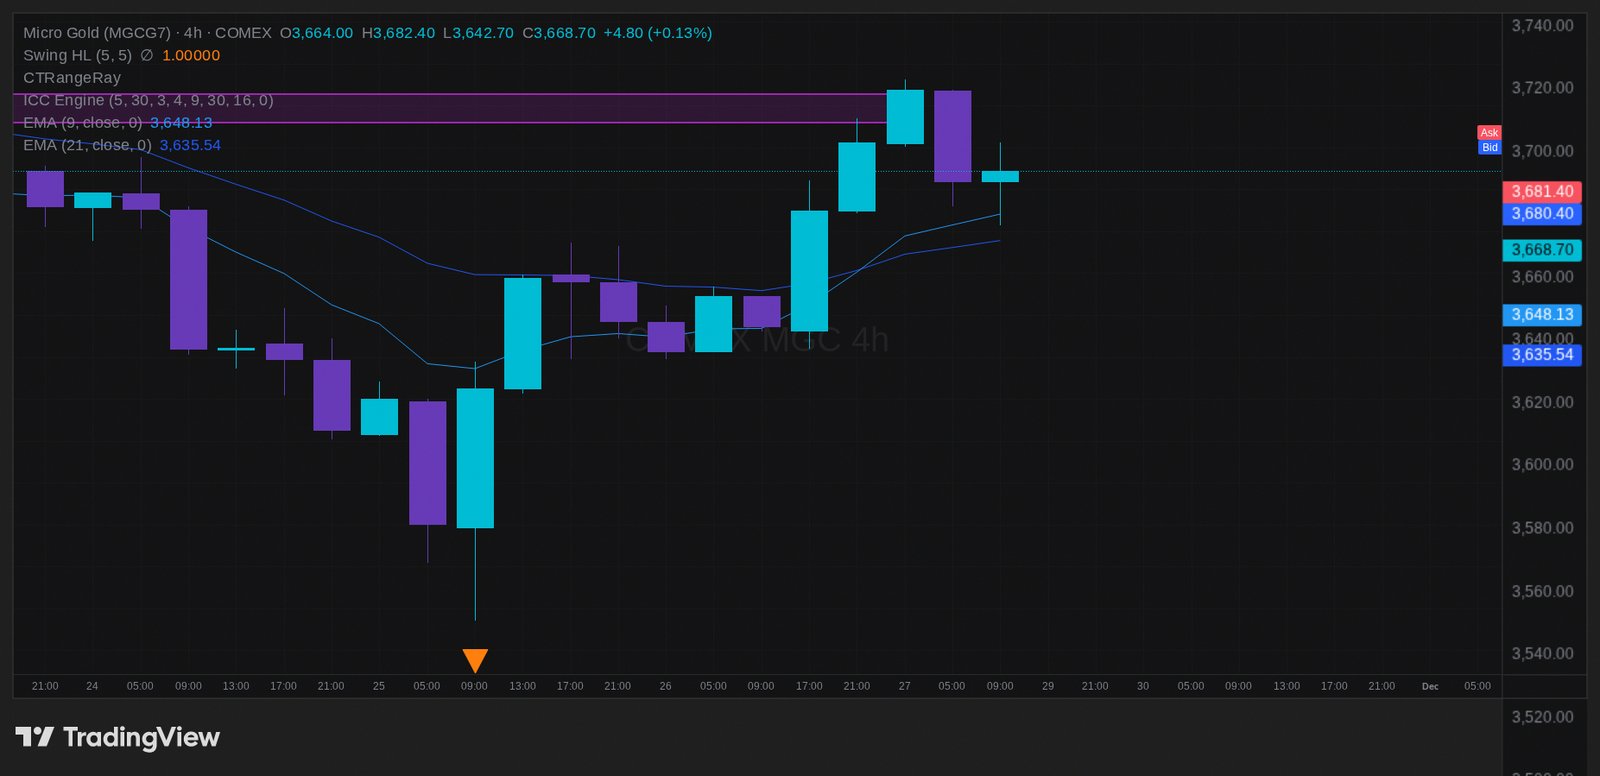 Micro Gold (MGCG7) · 4h · COMEX O3,664.00 H3,682.40 L3,642.70 C3,668.70 +4.80 (+0.13%)
Swing HL (5, 5) ∅ 1.00000
CTRangeRay
ICC Engine (5, 30, 3, 4, 9, 30, 16, 0)
EMA (9, close, 0) 3,648.13
EMA (21, close, 0) 3,635.54
3,740.00
3,720.00
Ask
Bid
3,700.00
3,681.40
3,680.40
3,668.70
3,660.00
3,648.13
3,640.00
3,635.54
3,620.00
3,600.00
3,580.00
3,560.00
3,540.00
3,520.00
COMEX MGC 4h
21:00 24 05:00 09:00 13:00 17:00 21:00 25 05:00 09:00 13:00 17:00 21:00 26 05:00 09:00 17:00 21:00 27 05:00 09:00 29 21:00 30 05:00 09:00 13:00 17:00 21:00 Dec 05:00
TradingView